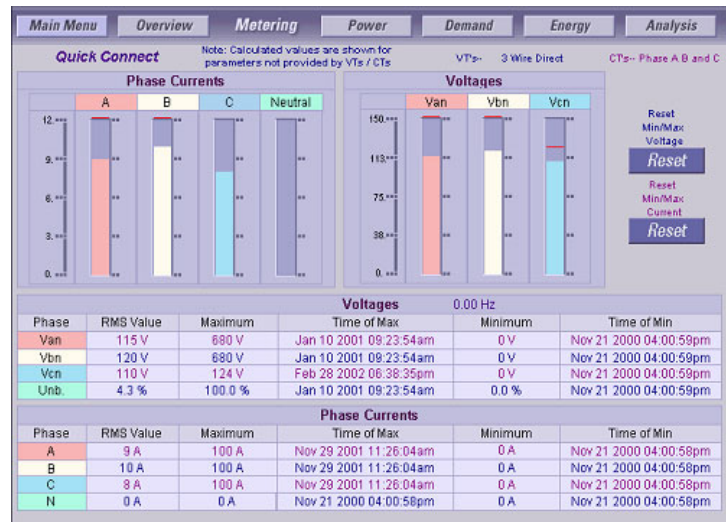 Main Menu Overview Metering Power Demand Energy Analysis
Quick Connect Note: Calculated values are shown for parameters not provided by VTs / CTs VT's-- 3 Wire Direct CT's-- Phase A B and C
Phase Currents
A B C Neutral
12.
9.
6.
3.
0.
Voltages
Van Vbn Vcn
150.
113.
75.
38.
0.
Reset
Min/Max
Voltage
Reset
Reset
Min/Max
Current
Reset
Voltages 0.00 Hz
Phase RMS Value Maximum Time of Max Minimum Time of Min
Van 115 V 680 V Jan 10 2001 09:23:54am 0 V Nov 21 2000 04:00:59pm
Vbn 120 V 680 V Jan 10 2001 09:23:54am 0 V Nov 21 2000 04:00:59pm
Vcn 110 V 124 V Feb 28 2002 06:38:35pm 0 V Nov 21 2000 04:00:59pm
Unb. 4.3 % 100.0 % Jan 10 2001 09:23:54am 0.0 % Nov 21 2000 04:00:59pm
Phase Currents
Phase RMS Value Maximum Time of Max Minimum Time of Min
A 9 A 100 A Nov 29 2001 11:26:04am 0 A Nov 21 2000 04:00:58pm
B 10 A 100 A Nov 29 2001 11:26:04am 0 A Nov 21 2000 04:00:58pm
C 8 A 100 A Nov 29 2001 11:26:04am 0 A Nov 21 2000 04:00:58pm
N 0 A 0 A Nov 21 2000 04:00:58pm 0 A Nov 21 2000 04:00:58pm